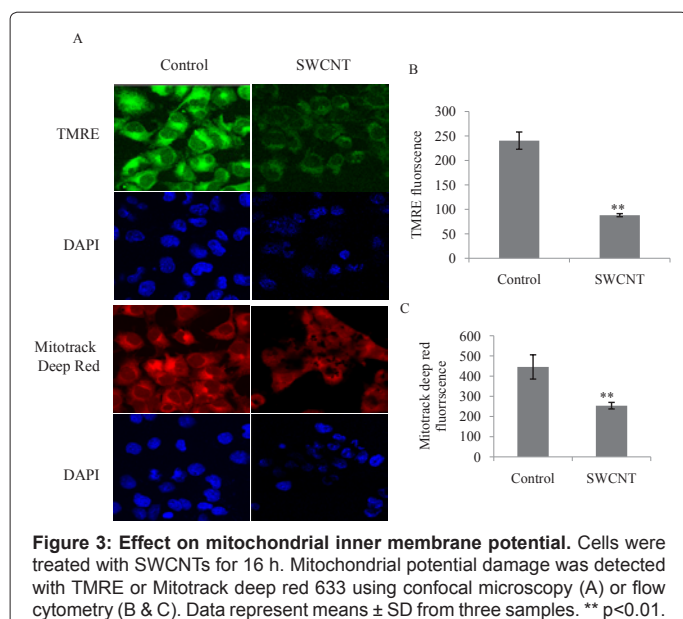 A
Control
SWCNT
TMRE
DAPI
Mitotrack
Deep Red
DAPI
B
TMRE fluorscence
300
250
200
150
100
50
0
**
Control
SWCNT
C
Mitotrack deep red
fluorrscence
600
500
400
300
200
100
0
**
Control
SWCNT
Figure 3: Effect on mitochondrial inner membrane potential. Cells were
treated with SWCNTs for 16 h. Mitochondrial potential damage was detected
with TMRE or Mitotrack deep red 633 using confocal microscopy (A) or flow
cytometry (B & C). Data represent means ± SD from three samples. ** p<0.01.